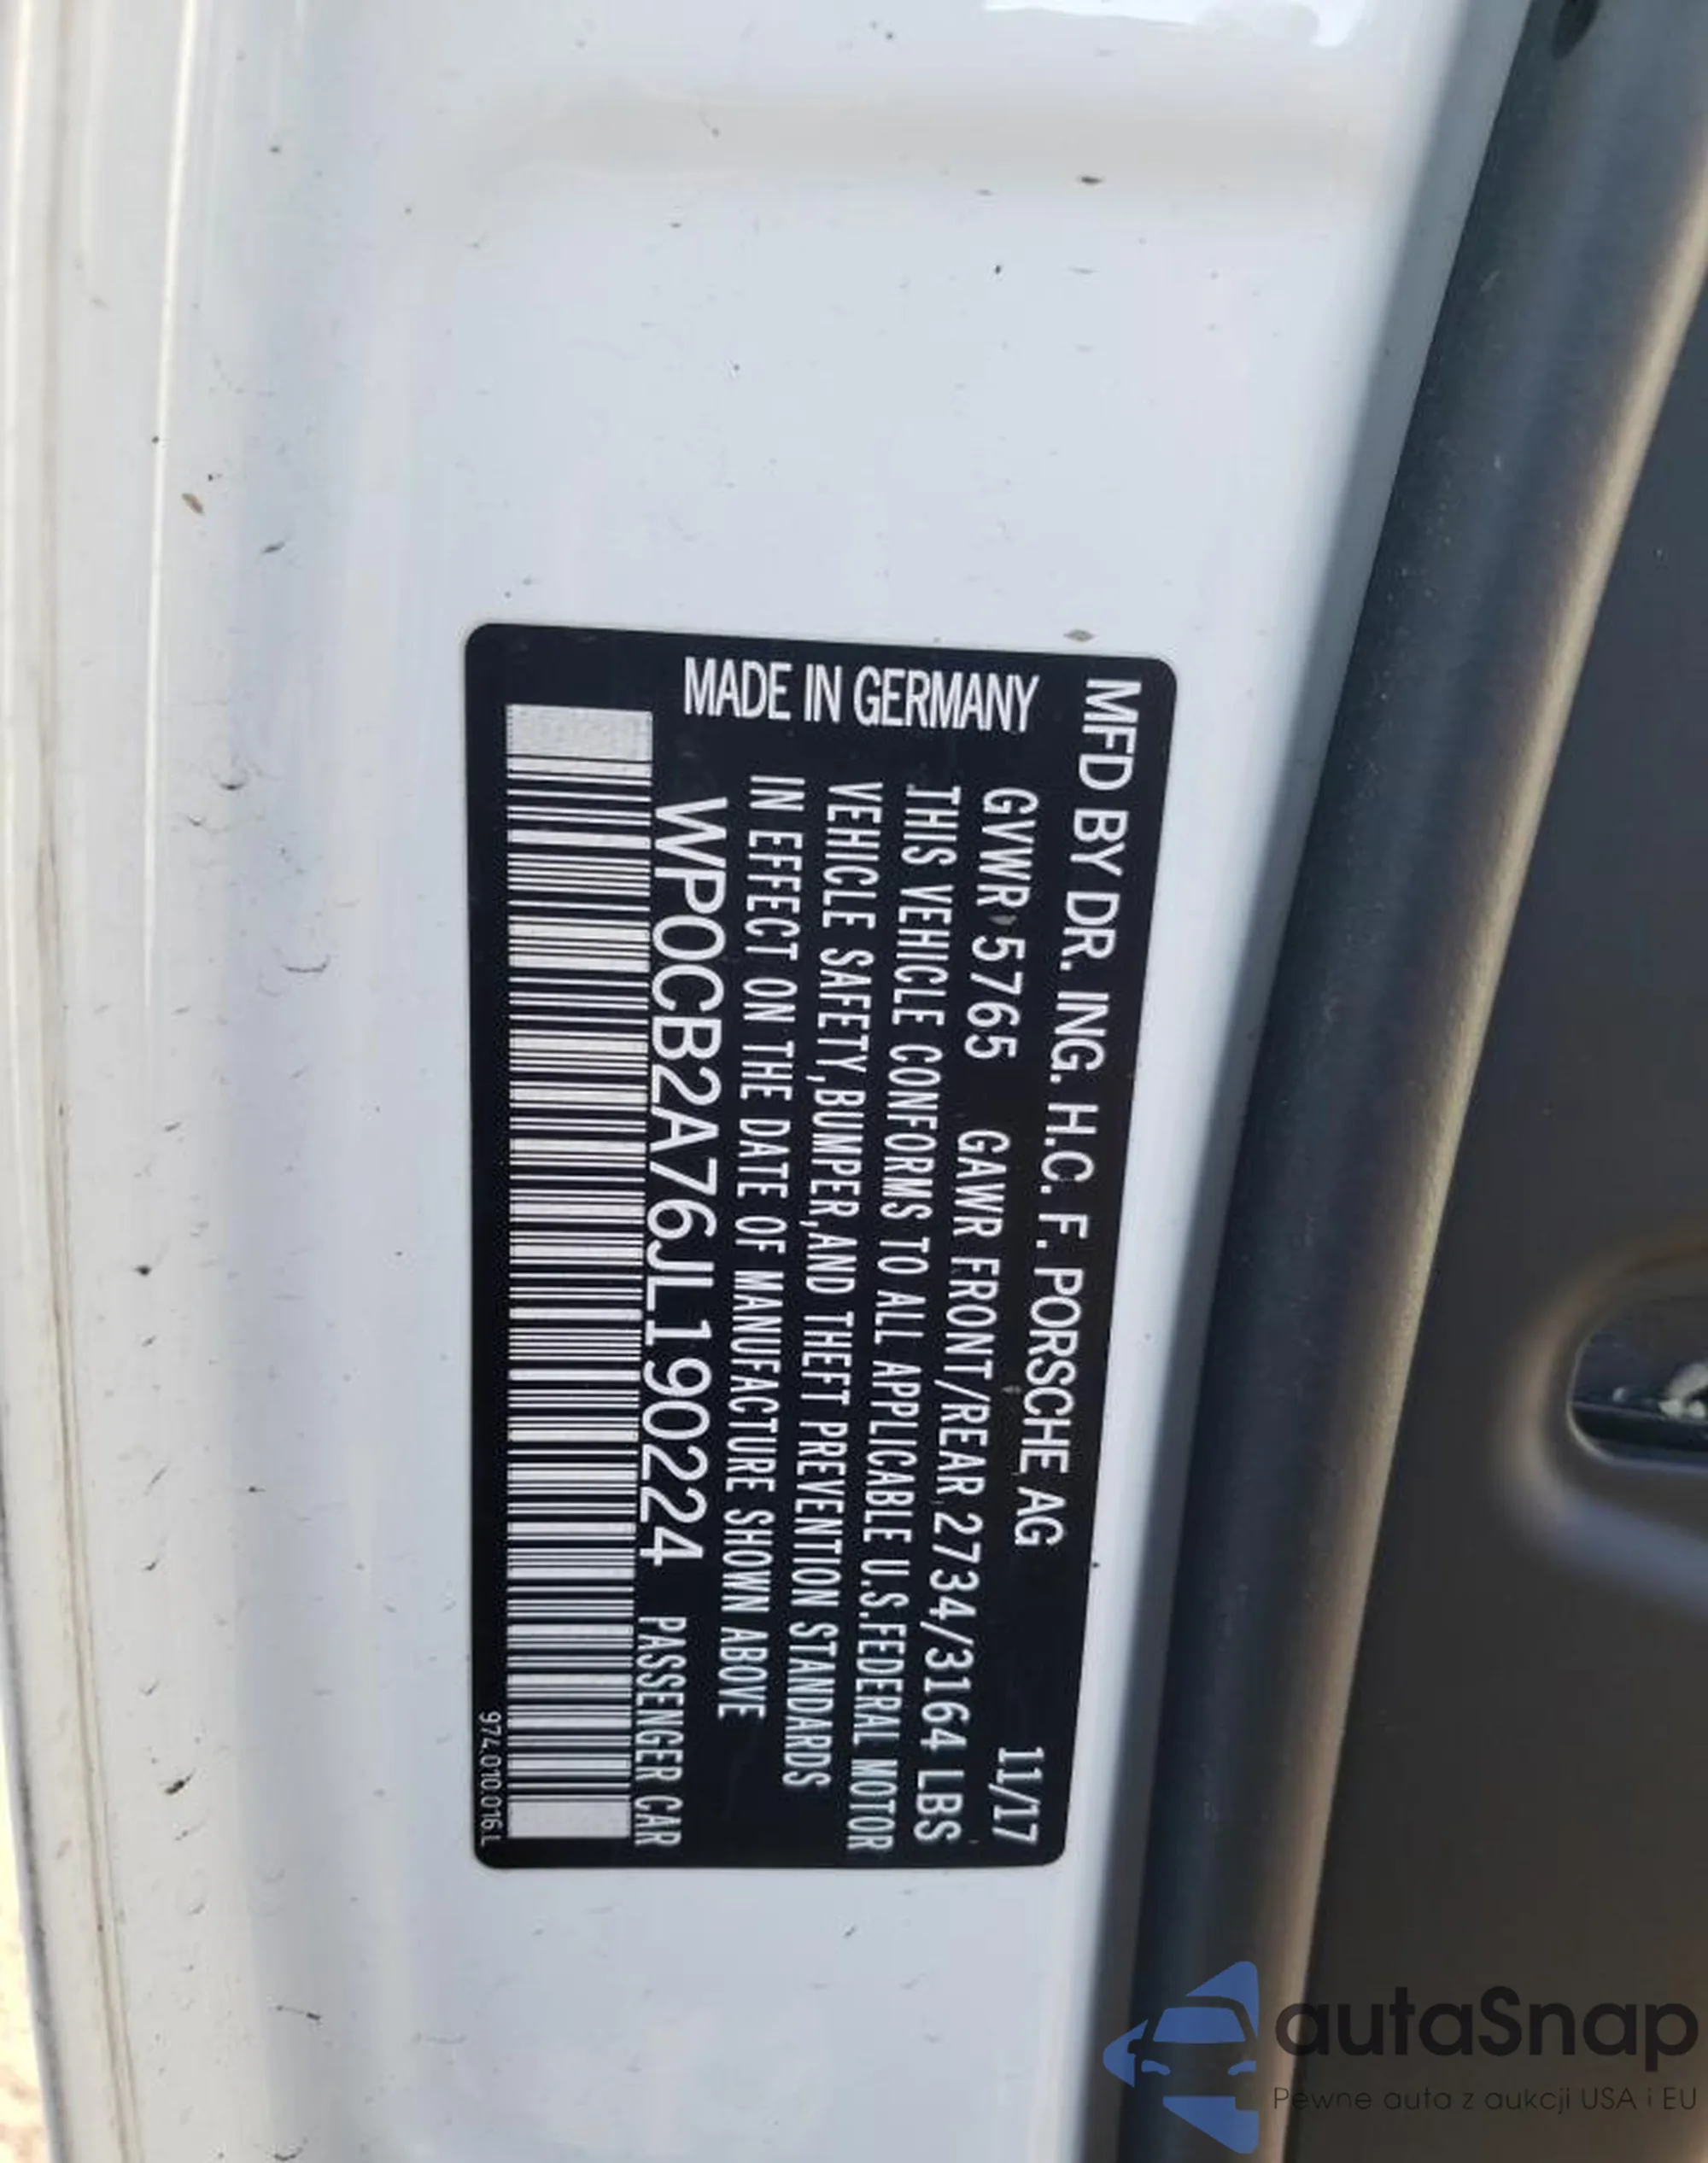 MFD BY DR. ING. H.C. F. PORSCHE AG 11/17
GVWR 5765 GAWR FRONT/REAR 2734/3164 LBS
MADE IN GERMANY
THIS VEHICLE CONFORMS TO ALL APPLICABLE U.S.FEDERAL MOTOR
VEHICLE SAFETY,BUMPER,AND THEFT PREVENTION STANDARDS
IN EFFECT ON THE DATE OF MANUFACTURE SHOWN ABOVE
WP0CB2A76JL190224 PASSENGER CAR
974.010.016.L
autaSnap
Pewne auta z aukcji USA i EU